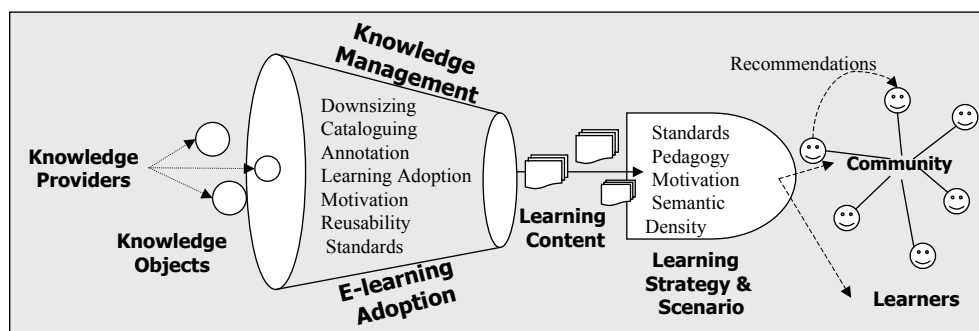 Knowledge
Providers
Knowledge
Objects
Knowledge
Management
Downsizing
Cataloguing
Annotation
Learning Adoption
Motivation
Reusability
Standards
E-learning
Adoption
Learning
Content
Standards
Pedagogy
Motivation
Semantic
Density
Learning
Strategy &
Scenario
Recommendations
Community
Learners